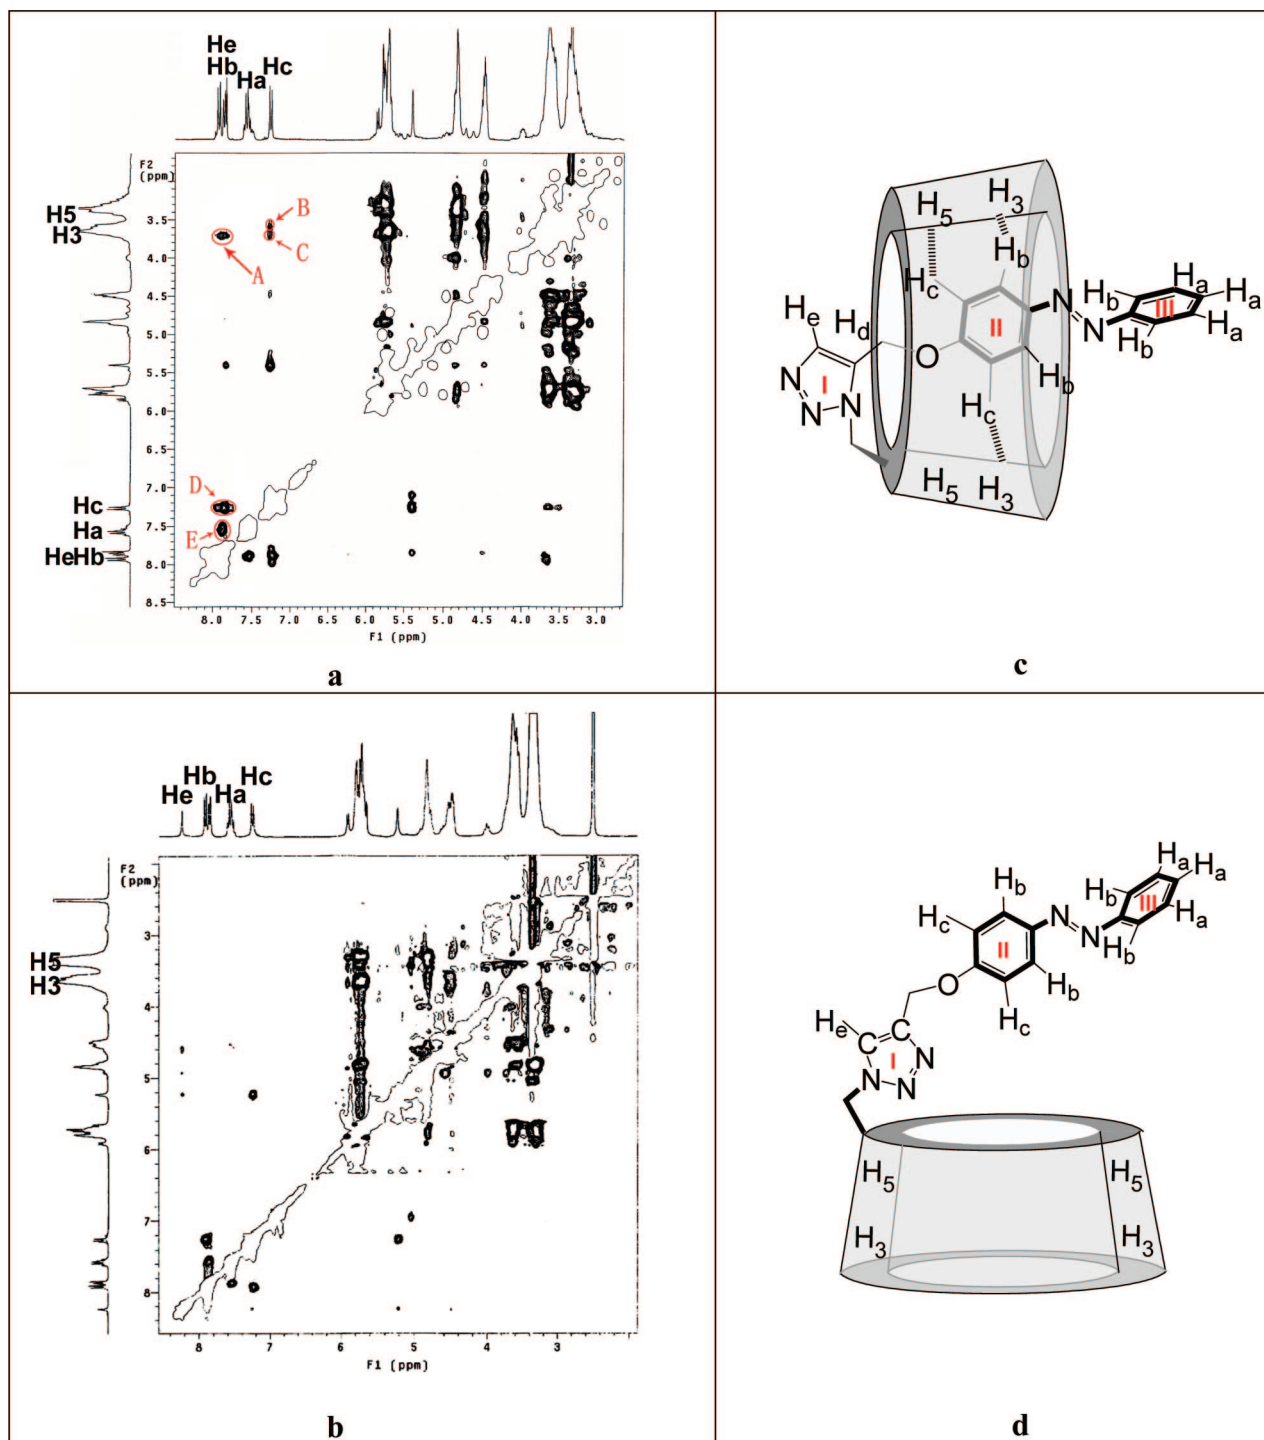 He
Hb
Ha
Hc
F2
(ppm)
H5
H3
3.5
4.0
4.5
5.0
5.5
6.0
6.5
7.0
7.5
8.0
8.5
B
C
A
D
E
Hc
Ha
HeHb
8.0 7.5 7.0 6.5 6.0 5.5 5.0 4.5 4.0 3.5 3.0
F1 (ppm)
a
H5 H3
Hb
Hc
He Hd
N
N N
I
O
II
N
N
Hb
Hc
Hb Ha
III Ha
Ha
Hb
H5 H3
c
He
Hb
Ha
Hc
F2
(ppm)
H5
H3
3
4
5
6
7
8
8 7 6 5 4 3
F1 (ppm)
b
Hb
Hc
II
N
N
Hb Ha
Ha
III Ha
Hb
O
Hb
Hc
He
I N
N N
H5 H5
H3 H3
d